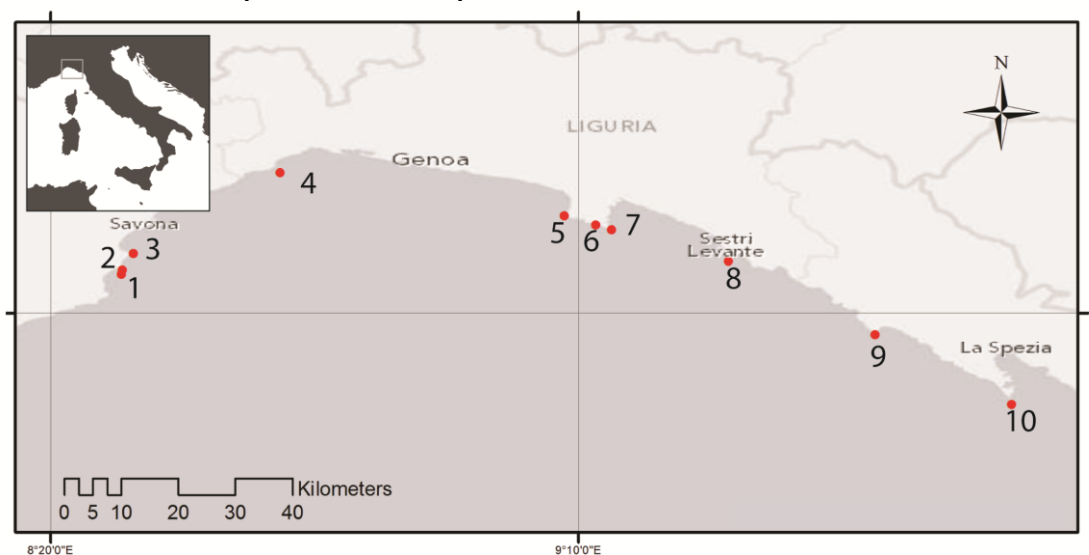 N
LIGURIA
Genoa
4
Savona
5
6
7
3
2
1
Sestri
Levante
8
9
La Spezia
10
Kilometers
0 5 10 20 30 40
8°20'0"E
9°10'0"E